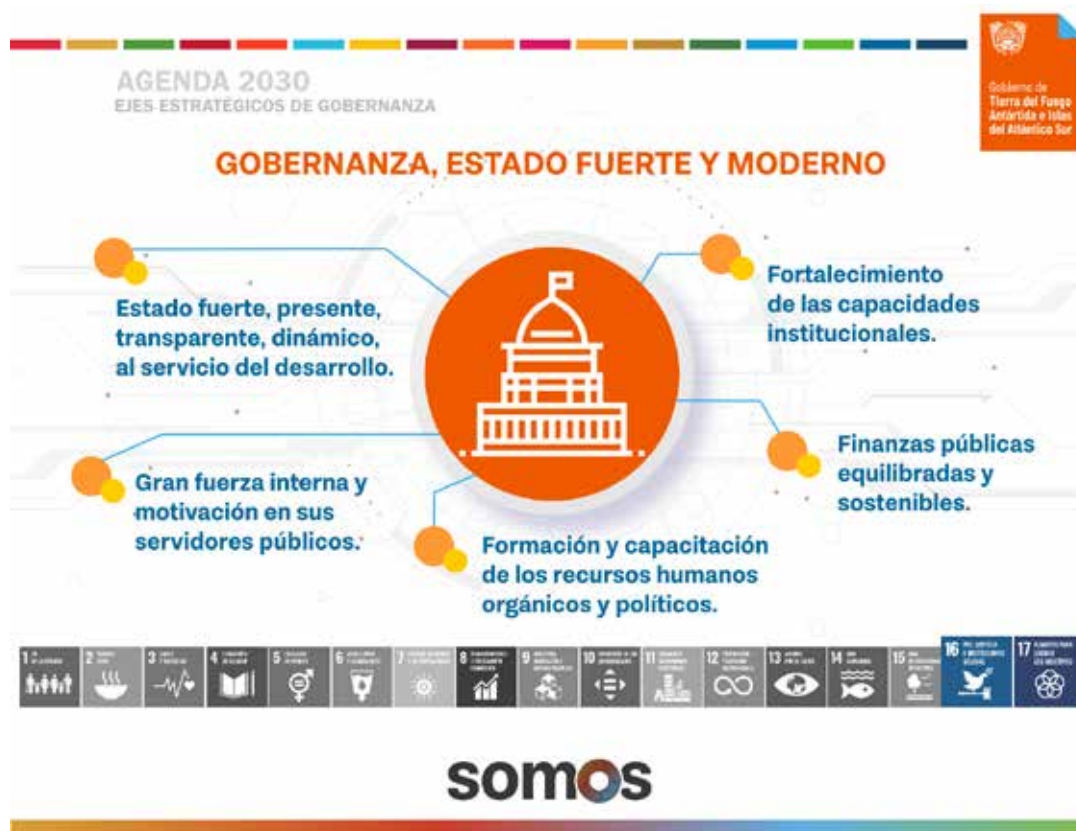 AGENDA 2030
EJES ESTRATÉGICOS DE GOBERNANZA
Gobierno de
Tierra del Fuego
Antártida e Islas
del Atlántico Sur
GOBERNANZA, ESTADO FUERTE Y MODERNO
Estado fuerte, presente,
transparente, dinámico,
al servicio del desarrollo.
Fortalecimiento
de las capacidades
institucionales.
Gran fuerza interna y
motivación en sus
servidores públicos.
Finanzas públicas
equilibradas y
sostenibles.
Formación y capacitación
de los recursos humanos
orgánicos y políticos.
1
2
3
4
5
6
7
8
9
10
11
12
13
14
15
16
17
somos